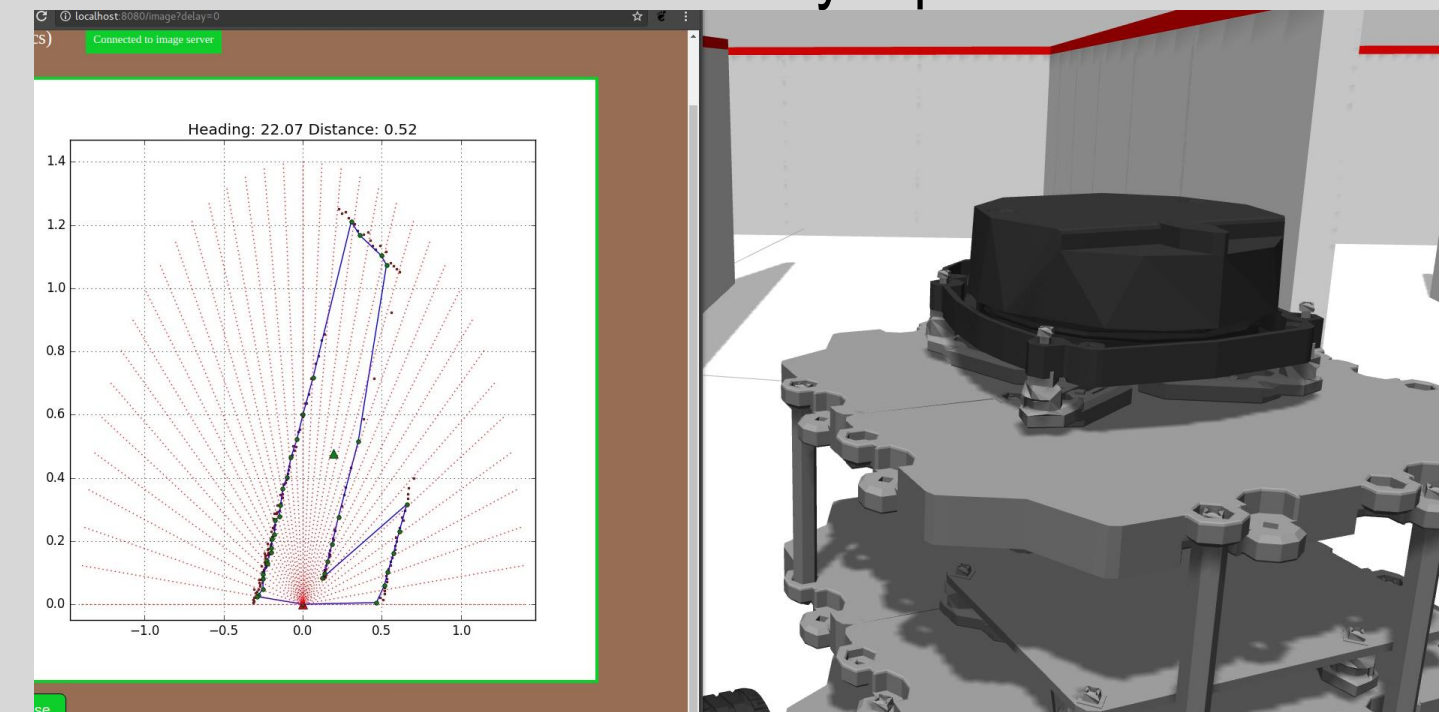 localhost:8080/image?delay=0
cs)
Connected to image server
Heading: 22.07 Distance: 0.52
1.4
1.2
1.0
0.8
0.6
0.4
0.2
0.0
−1.0 −0.5 0.0 0.5 1.0
se